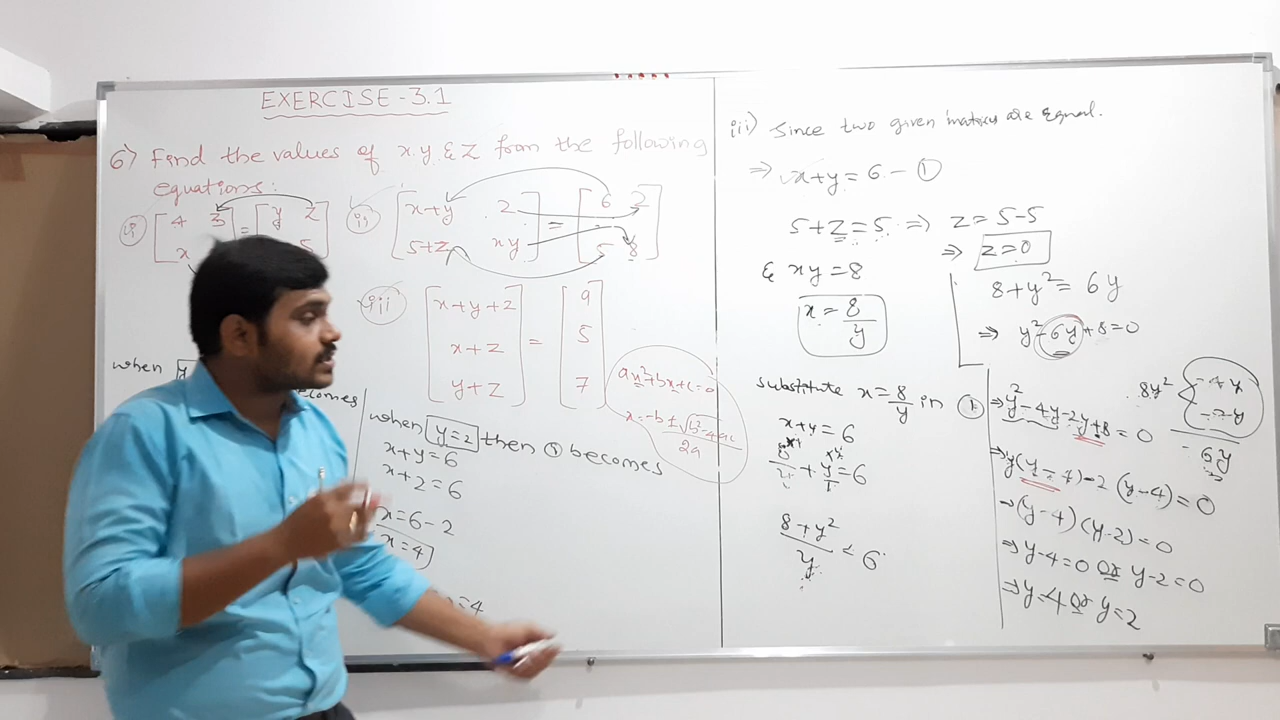 EXERCISE-3.1
6) Find the values of x,y & z from the following
equations:
i) [4 3
x ] = [y z
5]
ii) [x+y 2
5+z xy] = [6 2
5 8]
iii) [x+y+z
x+z
y+z] = [9
5
7]
ax²+bx+c=0
x=-b±√b²-4ac
2a
when y
becomes
when y=2 then ① becomes
x+y=6
x+2=6
x=6-2
x=4
=4
iii) Since two given matrices are Equal.
⇒ x+y=6-①
5+z=5 ⇒ z=5-5
⇒ z=0
& xy=8
x=8
y
substitute x=8/y in ①
x+y=6
8/y + y/1 = 6
8+y²
y = 6
8+y²=6y
⇒ y²-6y+8=0
⇒ y²-4y-2y+8=0
8y²
-4y
-2y
-6y
⇒ y(y-4)-2(y-4)=0
⇒ (y-4)(y-2)=0
⇒ y-4=0 or y-2=0
⇒ y=4 or y=2